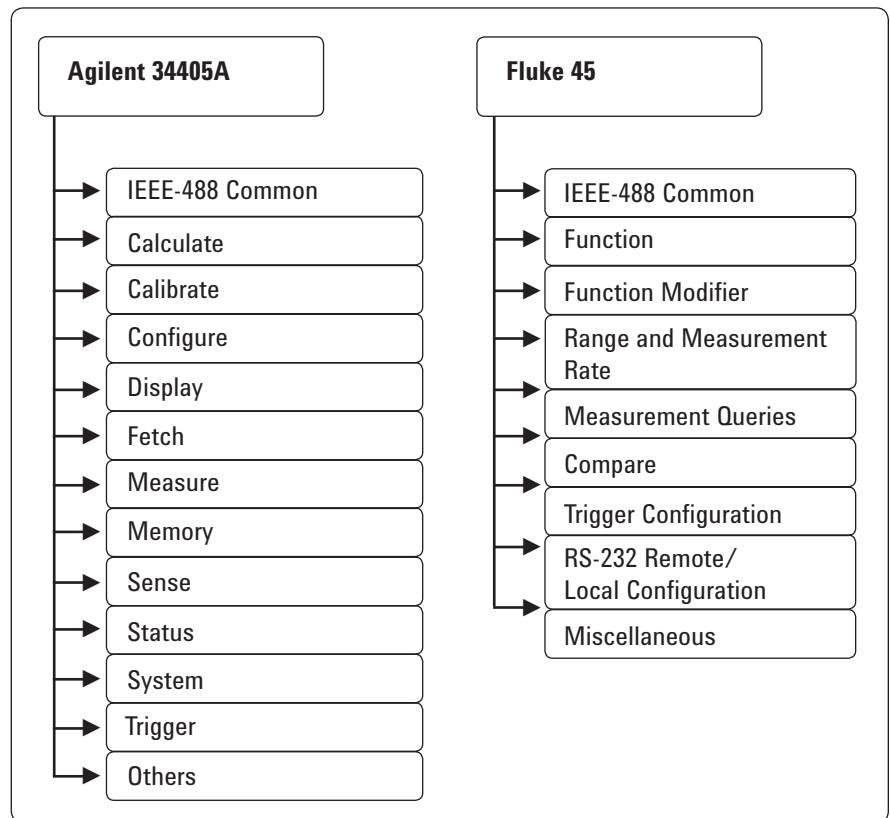 Agilent 34405A
IEEE-488 Common
Calculate
Calibrate
Configure
Display
Fetch
Measure
Memory
Sense
Status
System
Trigger
Others
Fluke 45
IEEE-488 Common
Function
Function Modifier
Range and Measurement
Rate
Measurement Queries
Compare
Trigger Configuration
RS-232 Remote/
Local Configuration
Miscellaneous